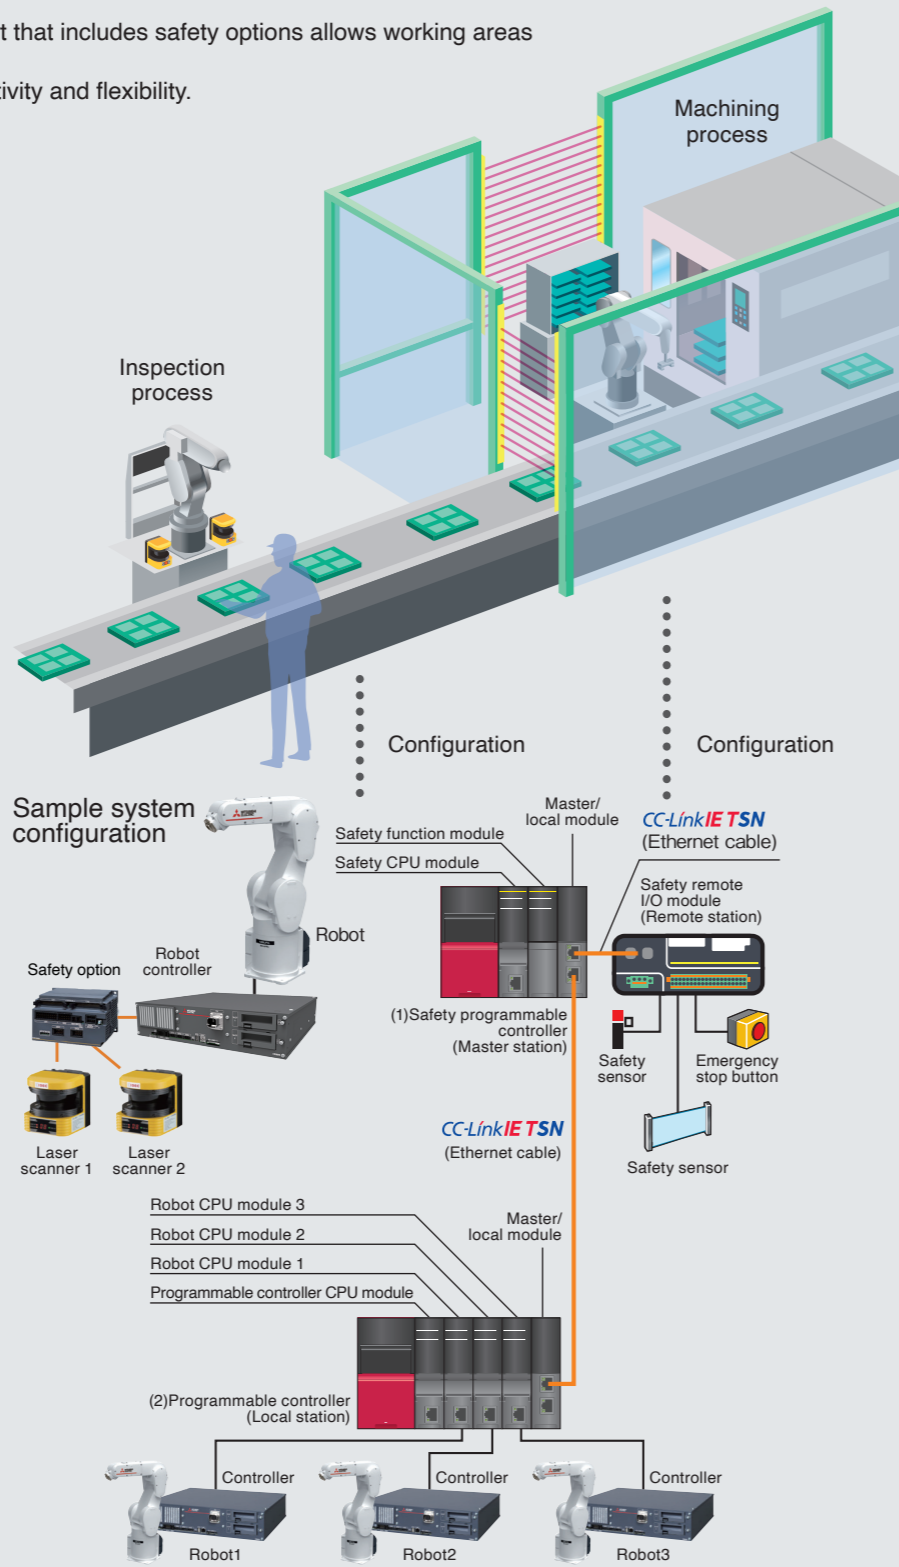 t that includes safety options allows working areas
tivity and flexibility.
Machining
process
Inspection
process
Configuration
Configuration
Sample system
configuration
Master/
local module
CC-Link IE TSN
(Ethernet cable)
Safety function module
Safety CPU module
Safety remote
I/O module
(Remote station)
Robot
Robot
controller
Safety option
(1)Safety programmable
controller
(Master station)
Safety
sensor
Emergency
stop button
Laser
scanner 1
Laser
scanner 2
CC-Link IE TSN
(Ethernet cable)
Safety sensor
Robot CPU module 3
Robot CPU module 2
Robot CPU module 1
Programmable controller CPU module
Master/
local module
(2)Programmable controller
(Local station)
Controller
Controller
Controller
Robot1
Robot2
Robot3